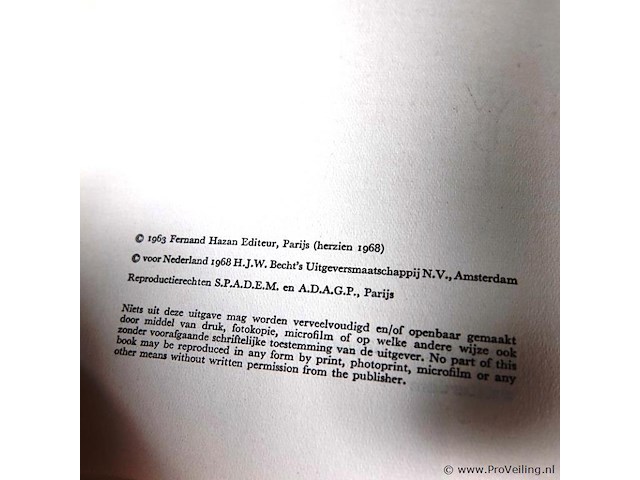 © 1963 Fernand Hazan Editeur, Parijs (herzien 1968)
© voor Nederland 1968 H.J.W. Becht's Uitgeversmaatschappij N.V., Amsterdam
Reproductierechten S.P.A.D.E.M. en A.D.A.G.P., Parijs
Niets uit deze uitgave mag worden verveelvoudigd en/of openbaar gemaakt
door middel van druk, fotokopie, microfilm of op welke andere wijze ook
zonder voorafgaande schriftelijke toestemming van de uitgever. No part of this
book may be reproduced in any form by print, photoprint, microfilm or any
other means without written permission from the publisher.
© www.ProVeiling.nl